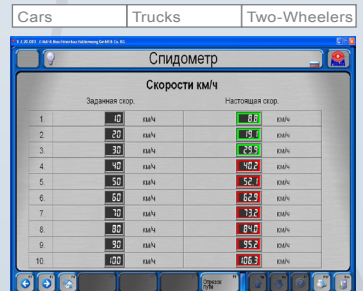 Cars Trucks Two-Wheelers
Спидометр
Скорости км/ч
Заданная скор. Настоящая скор.
1. 10 км/ч 8.8 км/ч
2. 20 км/ч 19.1 км/ч
3. 30 км/ч 29.9 км/ч
4. 40 км/ч 40.2 км/ч
5. 50 км/ч 52.1 км/ч
6. 60 км/ч 62.9 км/ч
7. 70 км/ч 73.2 км/ч
8. 80 км/ч 84.0 км/ч
9. 90 км/ч 95.2 км/ч
10. 100 км/ч 106.3 км/ч
Отрезок
пути